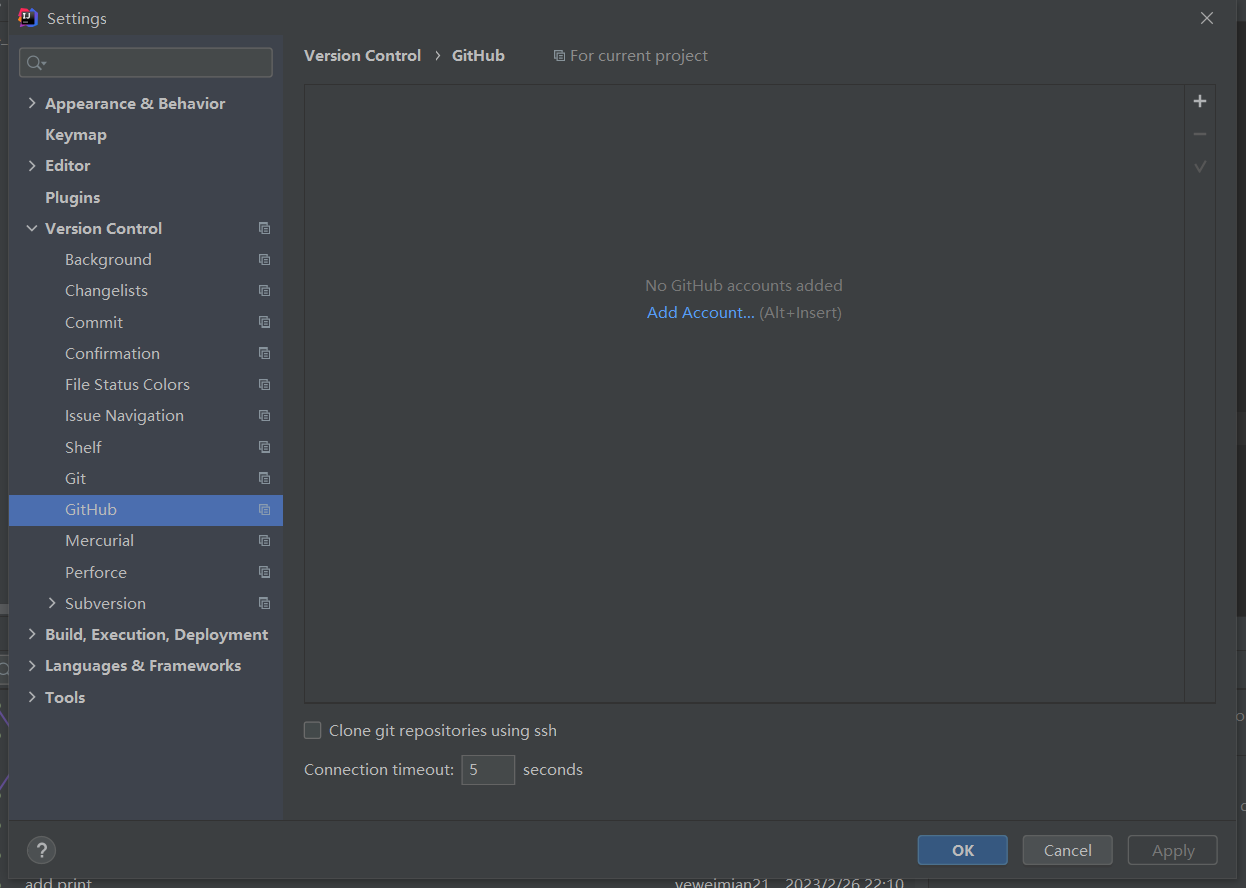 Settings
Version Control › GitHub For current project
Appearance & Behavior
Keymap
Editor
Plugins
Version Control
Background
Changelists
Commit
Confirmation
File Status Colors
Issue Navigation
Shelf
Git
GitHub
Mercurial
Perforce
Subversion
Build, Execution, Deployment
Languages & Frameworks
Tools
No GitHub accounts added
Add Account... (Alt+Insert)
Clone git repositories using ssh
Connection timeout: 5 seconds
? OK Cancel Apply
add print yeweimian21 2023/2/26 22:10